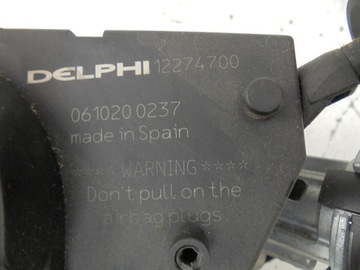 DELPHI 12274700
061020 0237
made in Spain
**** WARNING ****
Don't pull on the
airbag plugs